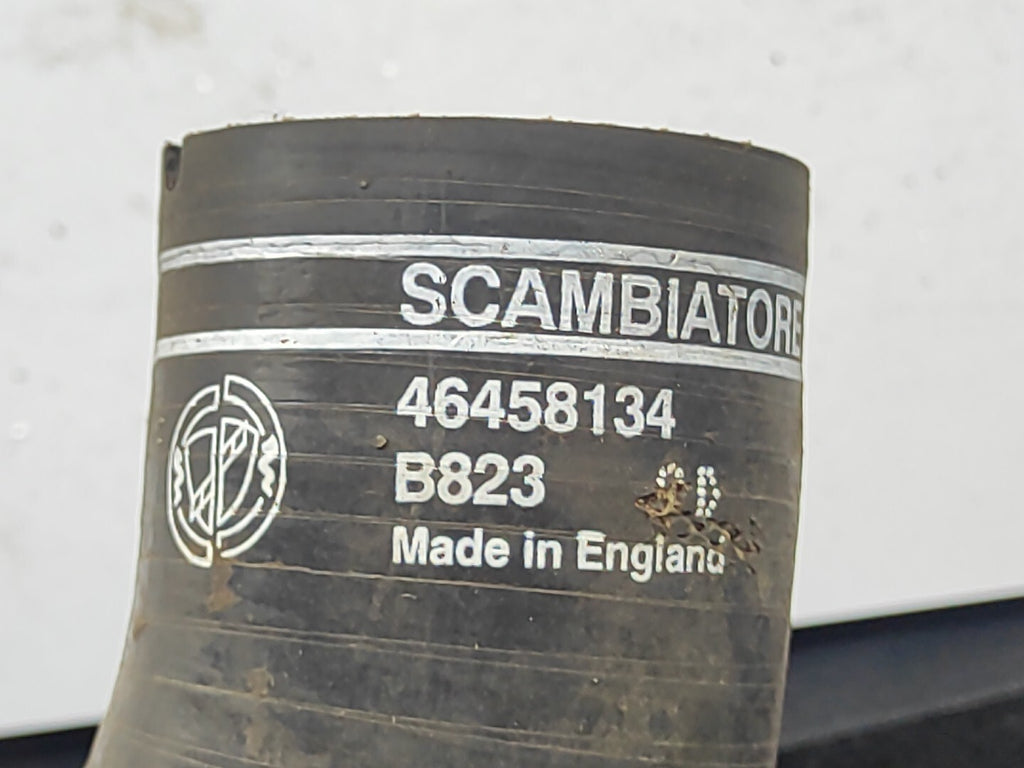 SCAMBIATORE
46458134
B823
Made in England